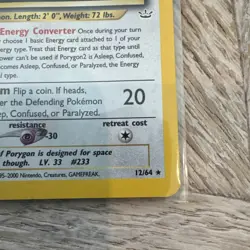 on. Length: 2' 0", Weight: 72 lbs.
Energy Converter Once during your turn
choose 1 basic Energy card attached to 1 of your
type. Treat that Energy card as that type until
power can't be used if Porygon2 is Asleep,
comes Asleep, Confused, or Paralyzed, the Energy
Flip a coin. If heads,
the Defending Pokémon 20
Asleep, Confused, or Paralyzed.
resistance retreat cost
30
of Porygon is designed for space
though. LV. 33 #233
95-2000 Nintendo, Creatures, GAMEFREAK. 12/64 ★